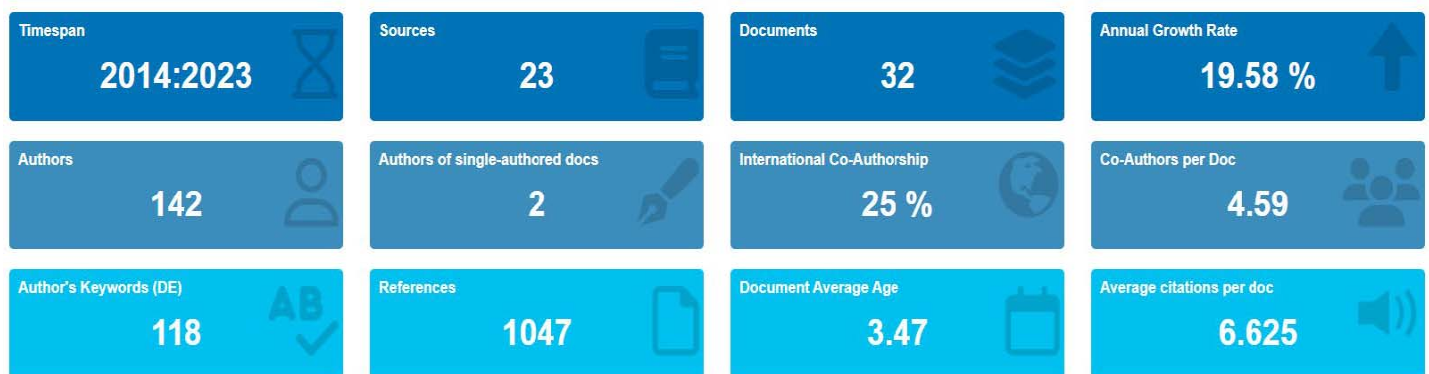 Timespan
2014:2023
Sources
23
Documents
32
Annual Growth Rate
19.58 %
Authors
142
Authors of single-authored docs
2
International Co-Authorship
25 %
Co-Authors per Doc
4.59
Author's Keywords (DE)
118
AB
References
1047
Document Average Age
3.47
Average citations per doc
6.625